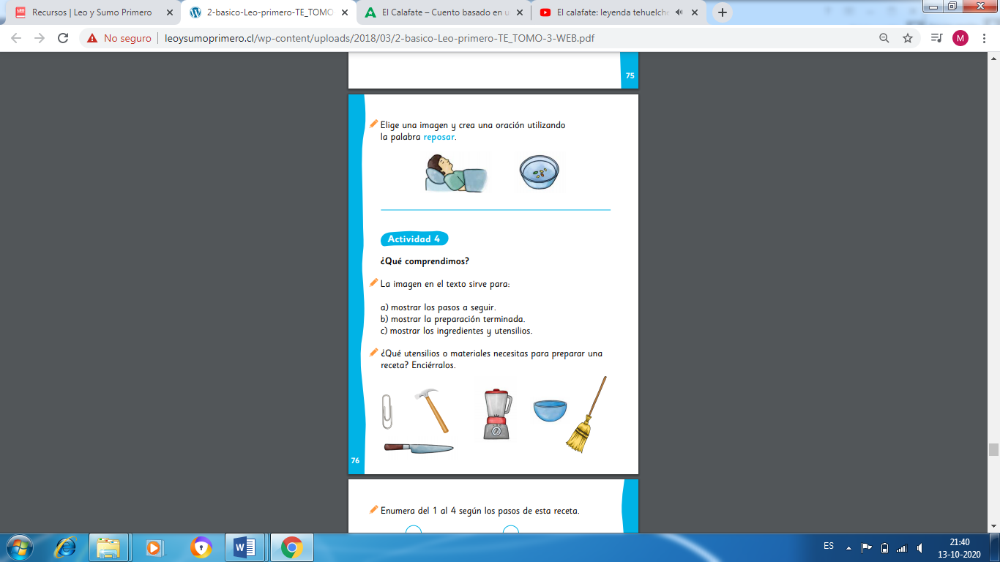 Recursos | Leo y Sumo Primero
2-basico-Leo-primero-TE_TOMO-
El Calafate – Cuento basado en u
El calafate: leyenda tehuelche
No seguro
leoysumoprimero.cl/wp-content/uploads/2018/03/2-basico-Leo-primero-TE_TOMO-3-WEB.pdf
M
75
Elige una imagen y crea una oración utilizando
la palabra reposar.
Actividad 4
¿Qué comprendimos?
La imagen en el texto sirve para:
a) mostrar los pasos a seguir.
b) mostrar la preparación terminada.
c) mostrar los ingredientes y utensilios.
¿Qué utensilios o materiales necesitas para preparar una
receta? Enciérralos.
76
Enumera del 1 al 4 según los pasos de esta receta.
ES
21:40
13-10-2020